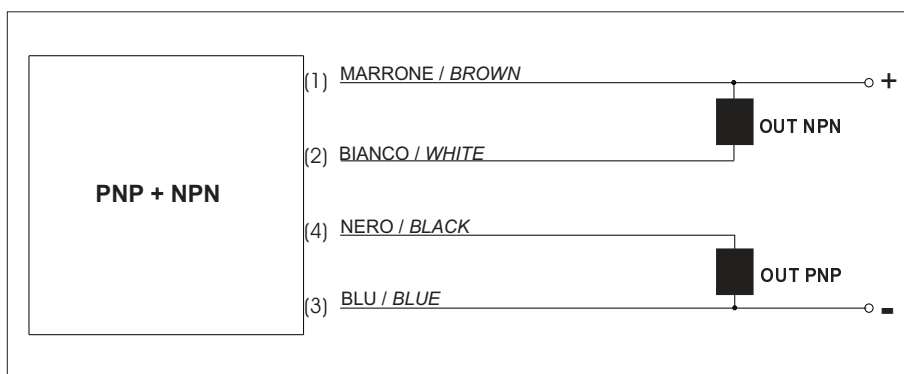 (1) MARRONE / BROWN
+
OUT NPN
(2) BIANCO / WHITE
PNP + NPN
(4) NERO / BLACK
OUT PNP
(3) BLU / BLUE
-